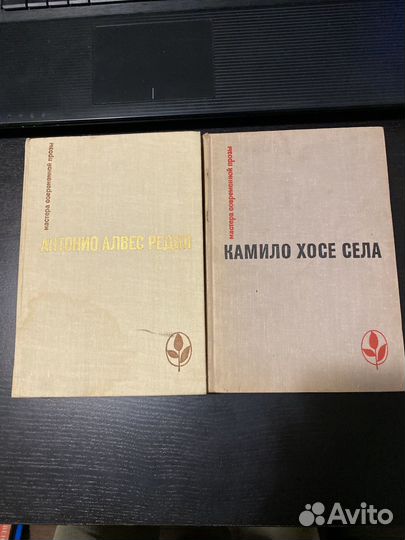 мастера современной прозы
АНТОНИО АЛВЕС РЕДОЛ
мастера современной прозы
КАМИЛО ХОСЕ СЕЛА
Avito